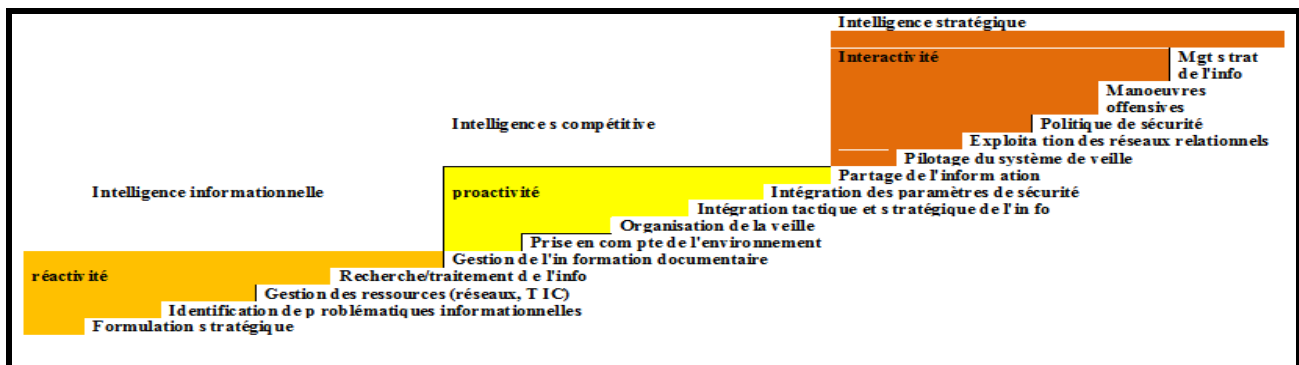 Intelligence stratégique
Interactivité
Mgt strat
de l'info
Manoeuvres
offensives
Intelligences compétitive
Politique de sécurité
Exploitation des réseaux relationnels
Pilotage du système de veille
Partage de l'information
Intelligence informationnelle
proactivité
Intégration des paramètres de sécurité
Intégration tactique et stratégique de l'info
Organisation de la veille
Prise en compte de l'environnement
Gestion de l'information documentaire
réactivité
Recherche/traitement de l'info
Gestion des ressources (réseaux, TIC)
Identification de problématiques informationnelles
Formulation stratégique